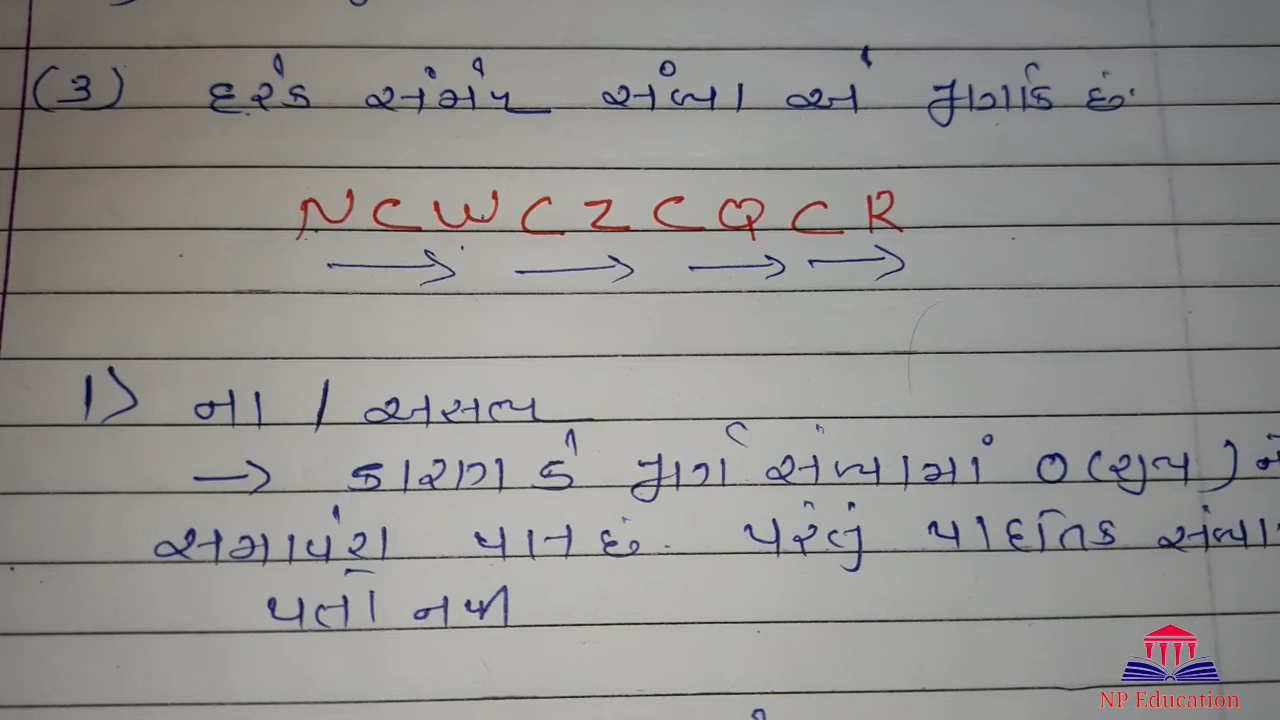 (3) દરેક સંમેય સંખ્યા એ પૂર્ણાંક છે.
N C W C Z C Q C R
1) ના / અસત્ય
→ કારણ કે પૂર્ણ સંખ્યામાં 0 (શુન્ય) ને
સમાવેશ થાય છે. પરંતુ પ્રાકૃતિક સંખ્યા
થતો નથી
NP Education